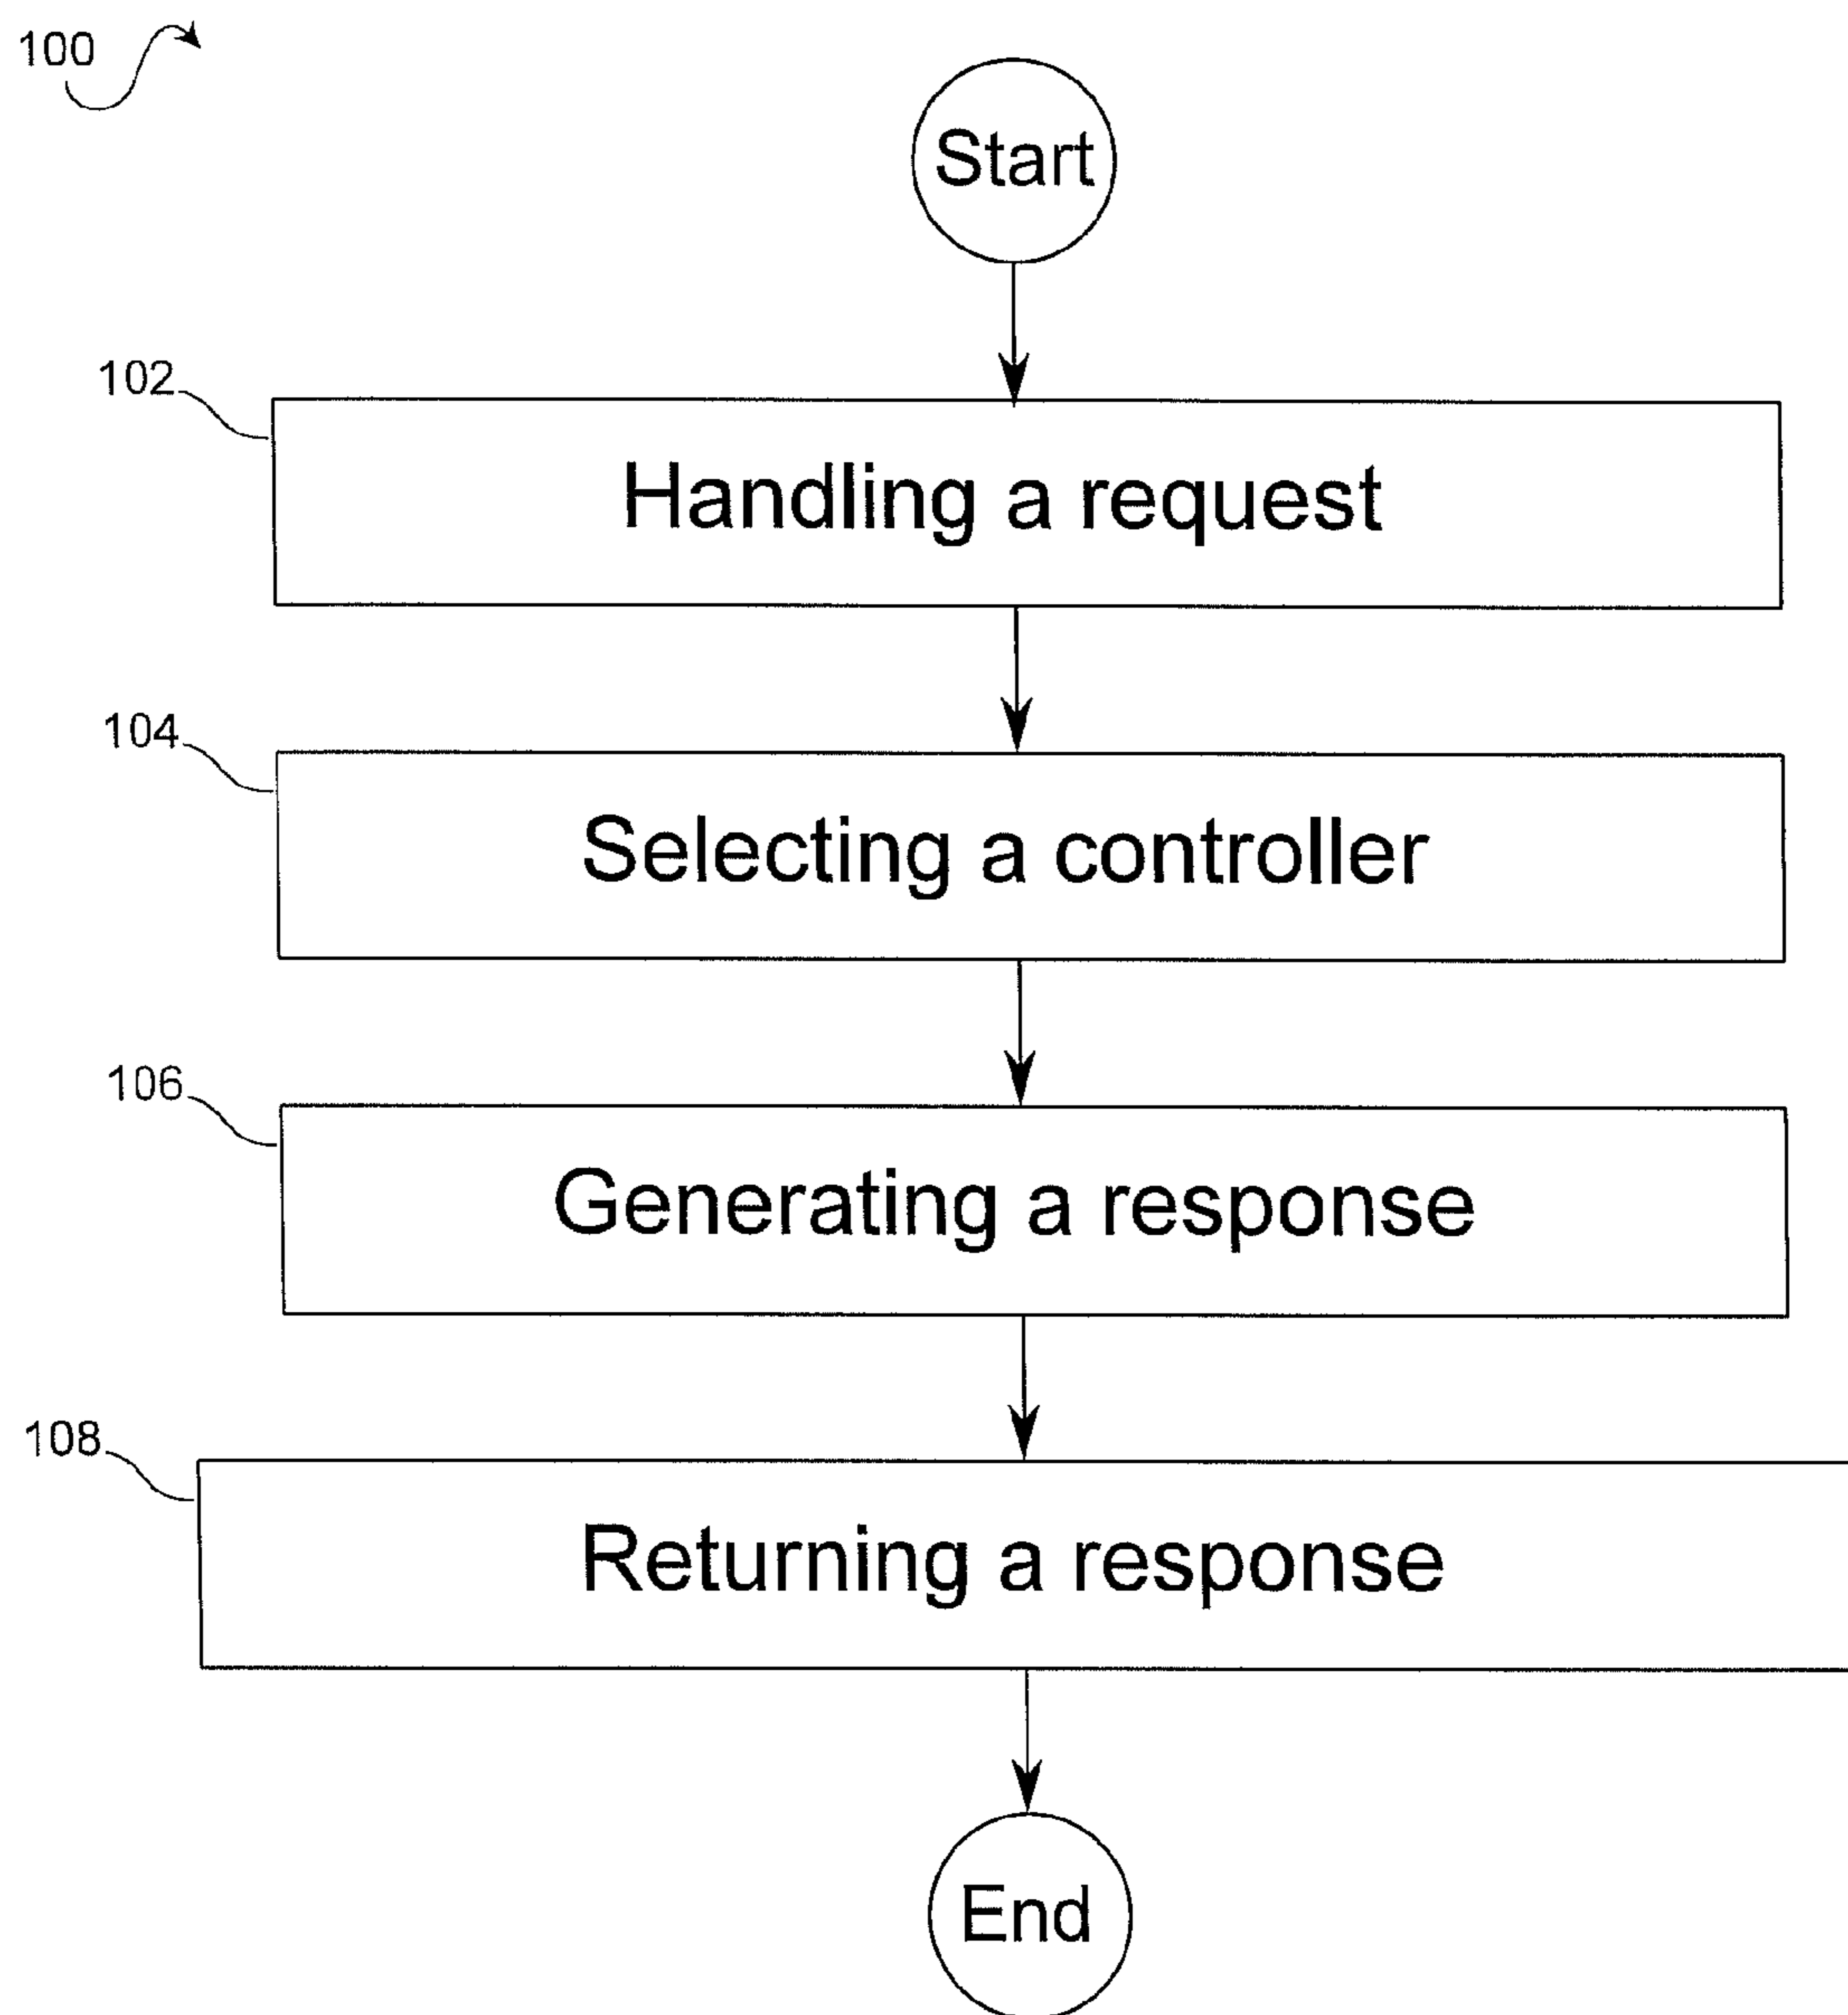 100
Start
102
Handling a request
104
Selecting a controller
106
Generating a response
108
Returning a response
End